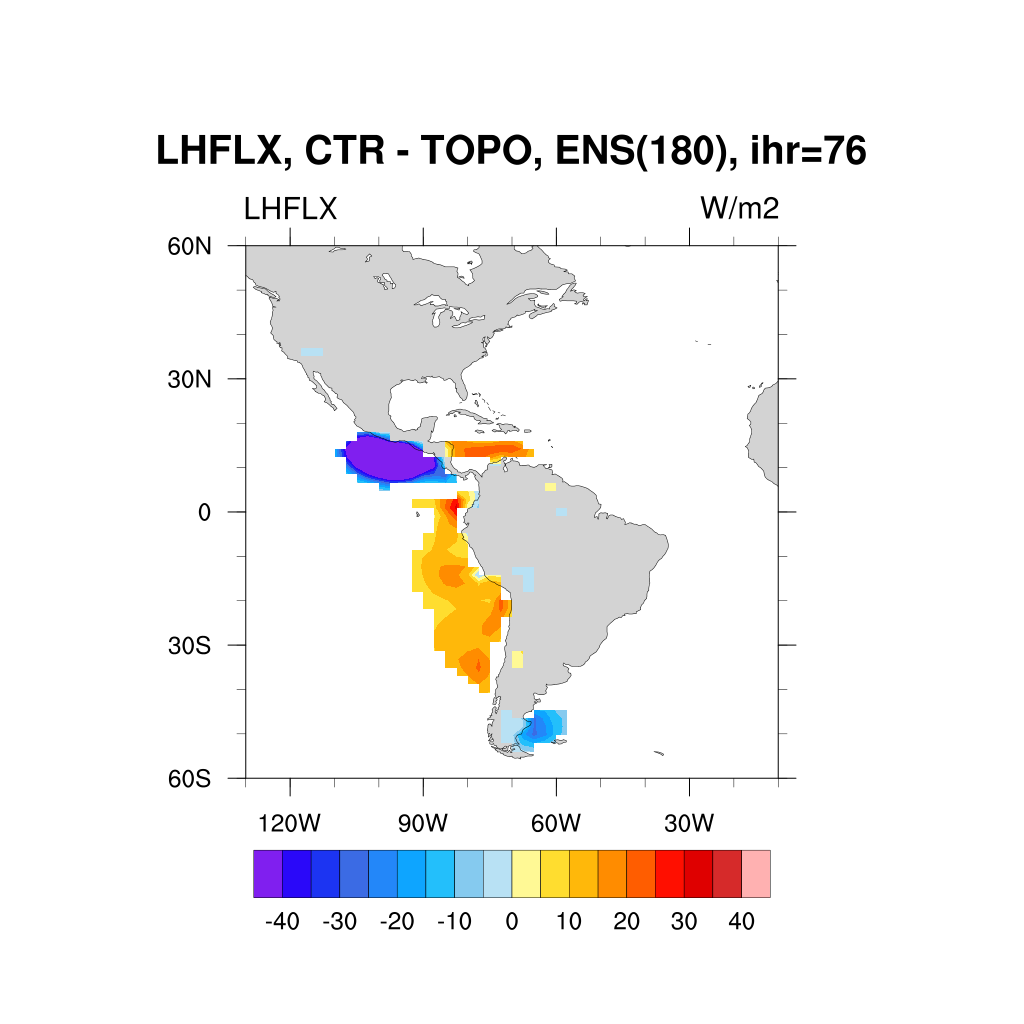 LHFLX, CTR - TOPO, ENS(180), ihr=76
LHFLX W/m2
60N
30N
0
30S
60S
120W 90W 60W 30W
-40 -30 -20 -10 0 10 20 30 40